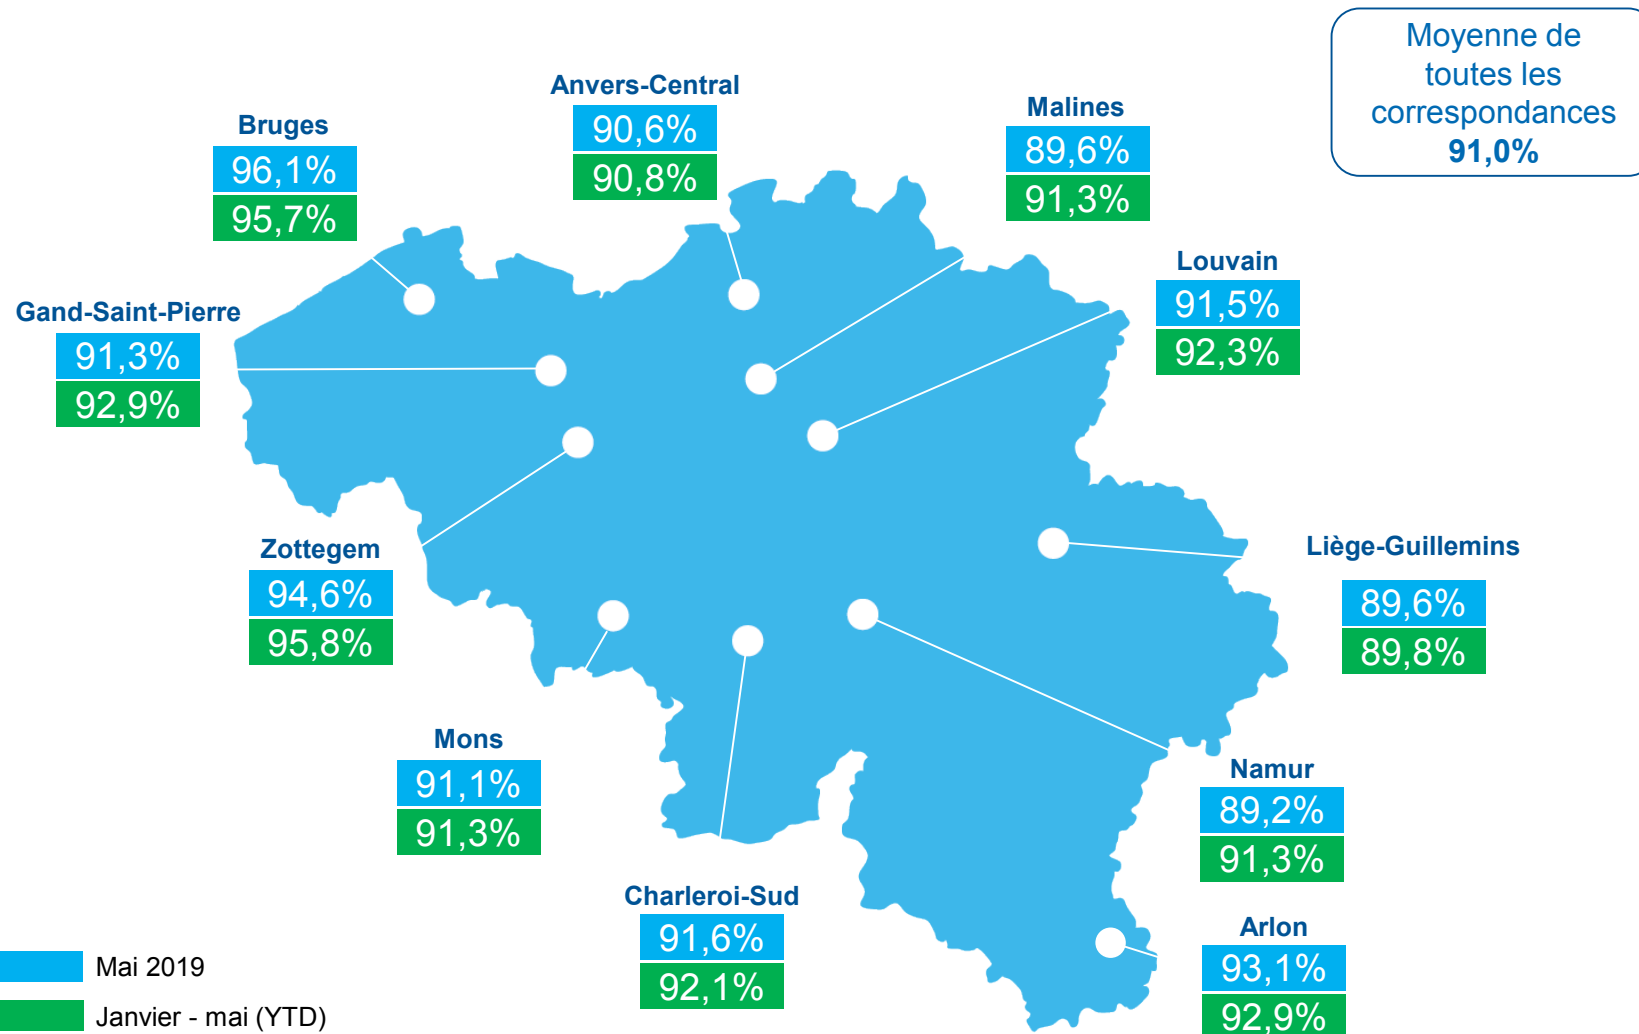 Moyenne de
toutes les
correspondances
91,0%
Anvers-Central
90,6%
90,8%
Malines
89,6%
91,3%
Bruges
96,1%
95,7%
Louvain
91,5%
92,3%
Gand-Saint-Pierre
91,3%
92,9%
Zottegem
94,6%
95,8%
Liège-Guillemins
89,6%
89,8%
Mons
91,1%
91,3%
Namur
89,2%
91,3%
Charleroi-Sud
91,6%
92,1%
Arlon
93,1%
92,9%
Mai 2019
Janvier - mai (YTD)